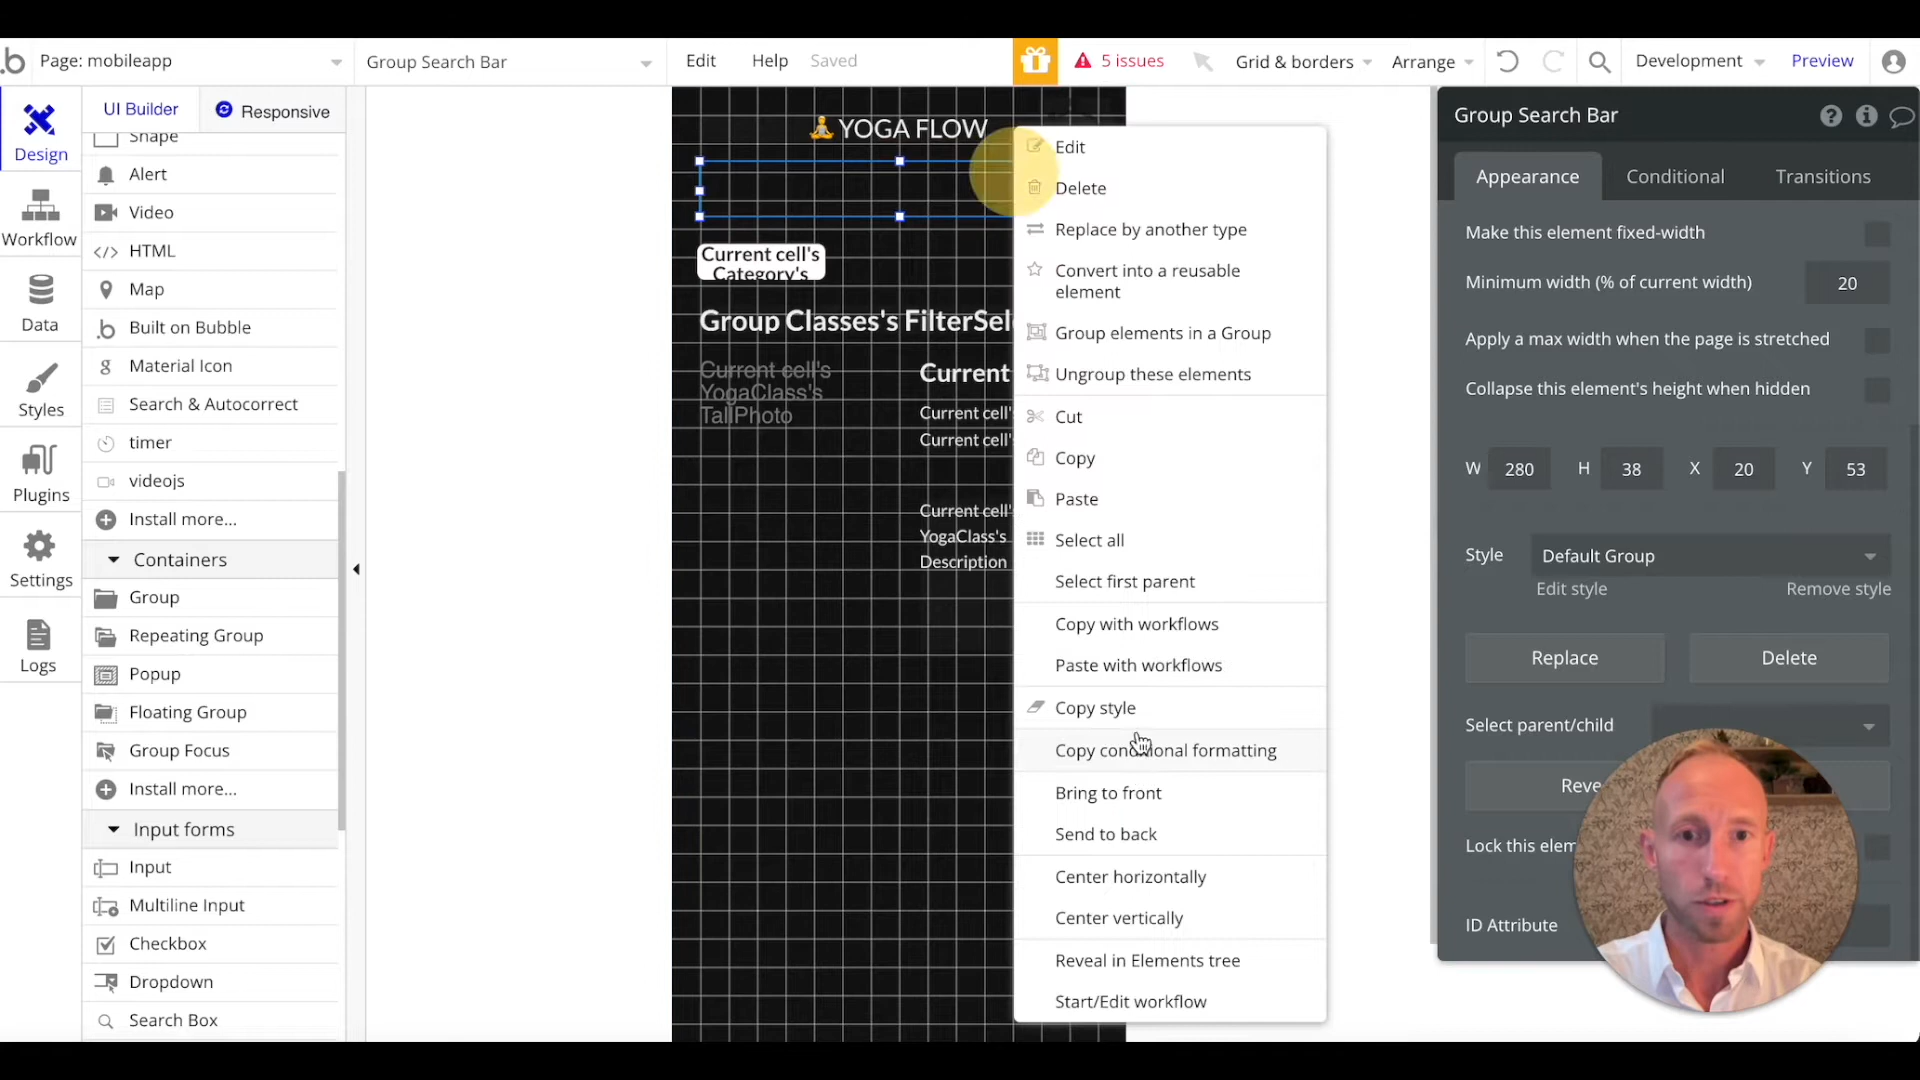 Page: mobileapp
Group Search Bar
Edit
Help
Saved
5 issues
Grid & borders
Arrange
Development
Preview
UI Builder
Responsive
Design
Workflow
Data
Styles
Plugins
Settings
Logs
Shape
Alert
Video
HTML
Map
Built on Bubble
Material Icon
Search & Autocorrect
timer
videojs
Install more...
Containers
Group
Repeating Group
Popup
Floating Group
Group Focus
Install more...
Input forms
Input
Multiline Input
Checkbox
Dropdown
Search Box
YOGA FLOW
Current cell's
Category's
Group Classes's
Current cell's
YogaClass's
TallPhoto
Current
Current cell's
Current cell's
Current cell's
YogaClass's
Description
Edit
Delete
Replace by another type
Convert into a reusable
element
Group elements in a Group
Ungroup these elements
Cut
Copy
Paste
Select all
Select first parent
Copy with workflows
Paste with workflows
Copy style
Copy conditional formatting
Bring to front
Send to back
Center horizontally
Center vertically
Reveal in Elements tree
Start/Edit workflow
Group Search Bar
Appearance
Conditional
Transitions
Make this element fixed-width
Minimum width (% of current width) 20
Apply a max width when the page is stretched
Collapse this element's height when hidden
W 280 H 38 X 20 Y 53
Style Default Group
Edit style Remove style
Replace Delete
Select parent/child
Reve
Lock this elem
ID Attribute